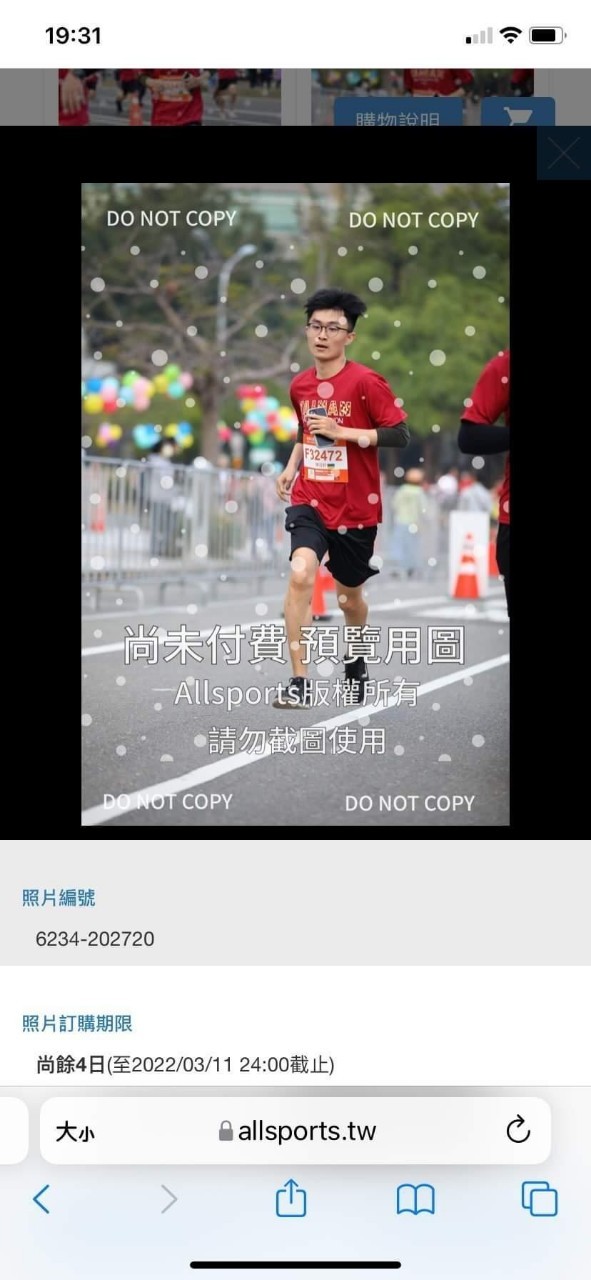 19:31
購物說明
DO NOT COPY
DO NOT COPY
F32472
尚未付費 預覽用圖
Allsports版權所有
請勿截圖使用
DO NOT COPY
DO NOT COPY
照片編號
6234-202720
照片訂購期限
尚餘4日(至2022/03/11 24:00截止)
大小
allsports.tw